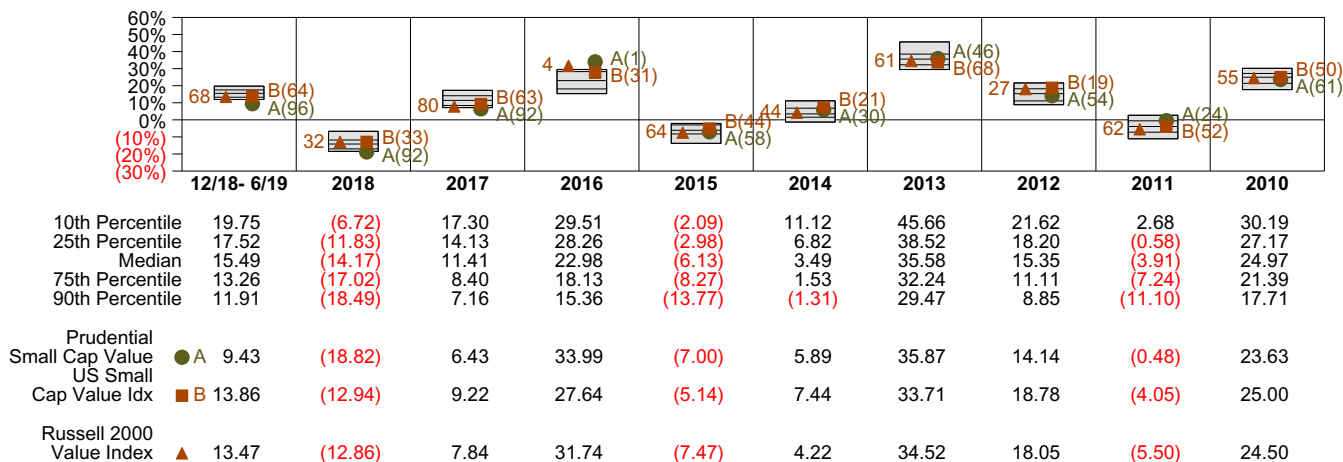 60%
50%
40%
30%
20%
10%
0%
(10%)
(20%)
(30%)
68 B(64) A(96)
32 B(33) A(92)
80 B(63) A(92)
4 A(1) B(31)
64 B(44) A(58)
44 B(21) A(30)
61 A(46) B(68)
27 B(19) A(54)
62 A(24) B(52)
55 B(50) A(61)
12/18- 6/19 2018 2017 2016 2015 2014 2013 2012 2011 2010
10th Percentile 19.75 (6.72) 17.30 29.51 (2.09) 11.12 45.66 21.62 2.68 30.19
25th Percentile 17.52 (11.83) 14.13 28.26 (2.98) 6.82 38.52 18.20 (0.58) 27.17
Median 15.49 (14.17) 11.41 22.98 (6.13) 3.49 35.58 15.35 (3.91) 24.97
75th Percentile 13.26 (17.02) 8.40 18.13 (8.27) 1.53 32.24 11.11 (7.24) 21.39
90th Percentile 11.91 (18.49) 7.16 15.36 (13.77) (1.31) 29.47 8.85 (11.10) 17.71
Prudential
Small Cap Value A 9.43 (18.82) 6.43 33.99 (7.00) 5.89 35.87 14.14 (0.48) 23.63
US Small
Cap Value Idx B 13.86 (12.94) 9.22 27.64 (5.14) 7.44 33.71 18.78 (4.05) 25.00
Russell 2000
Value Index 13.47 (12.86) 7.84 31.74 (7.47) 4.22 34.52 18.05 (5.50) 24.50